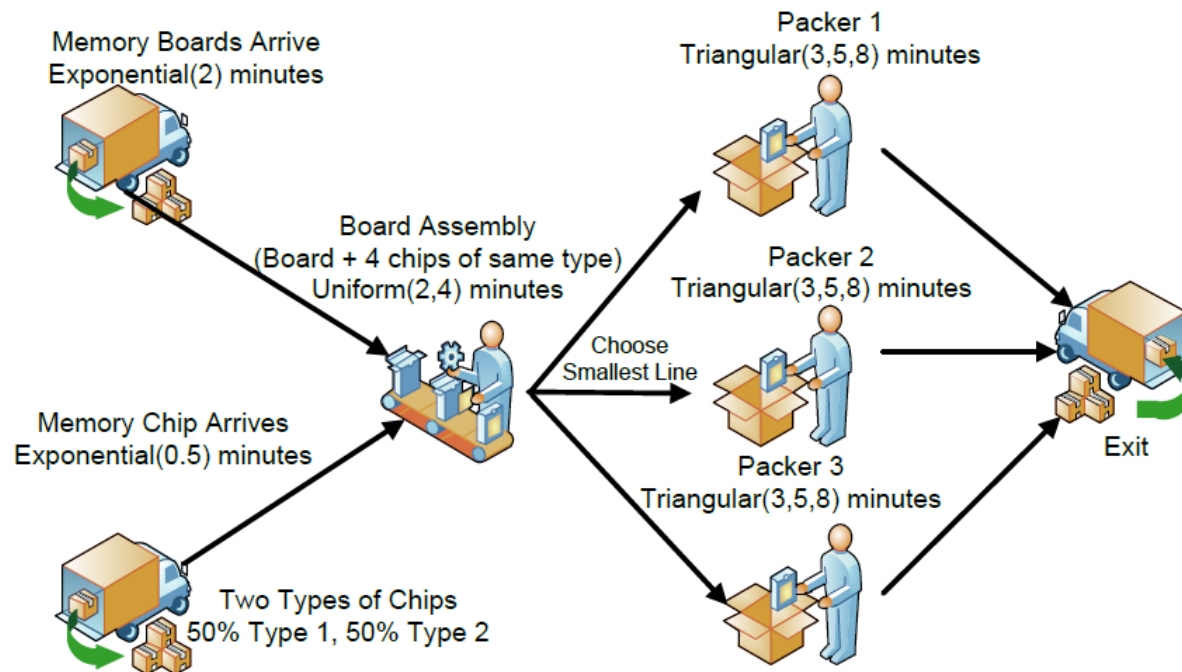 Memory Boards Arrive
Exponential(2) minutes
Packer 1
Triangular(3,5,8) minutes
Board Assembly
(Board + 4 chips of same type)
Uniform(2,4) minutes
Packer 2
Triangular(3,5,8) minutes
Choose
Smallest Line
Memory Chip Arrives
Exponential(0.5) minutes
Packer 3
Triangular(3,5,8) minutes
Exit
Two Types of Chips
50% Type 1, 50% Type 2